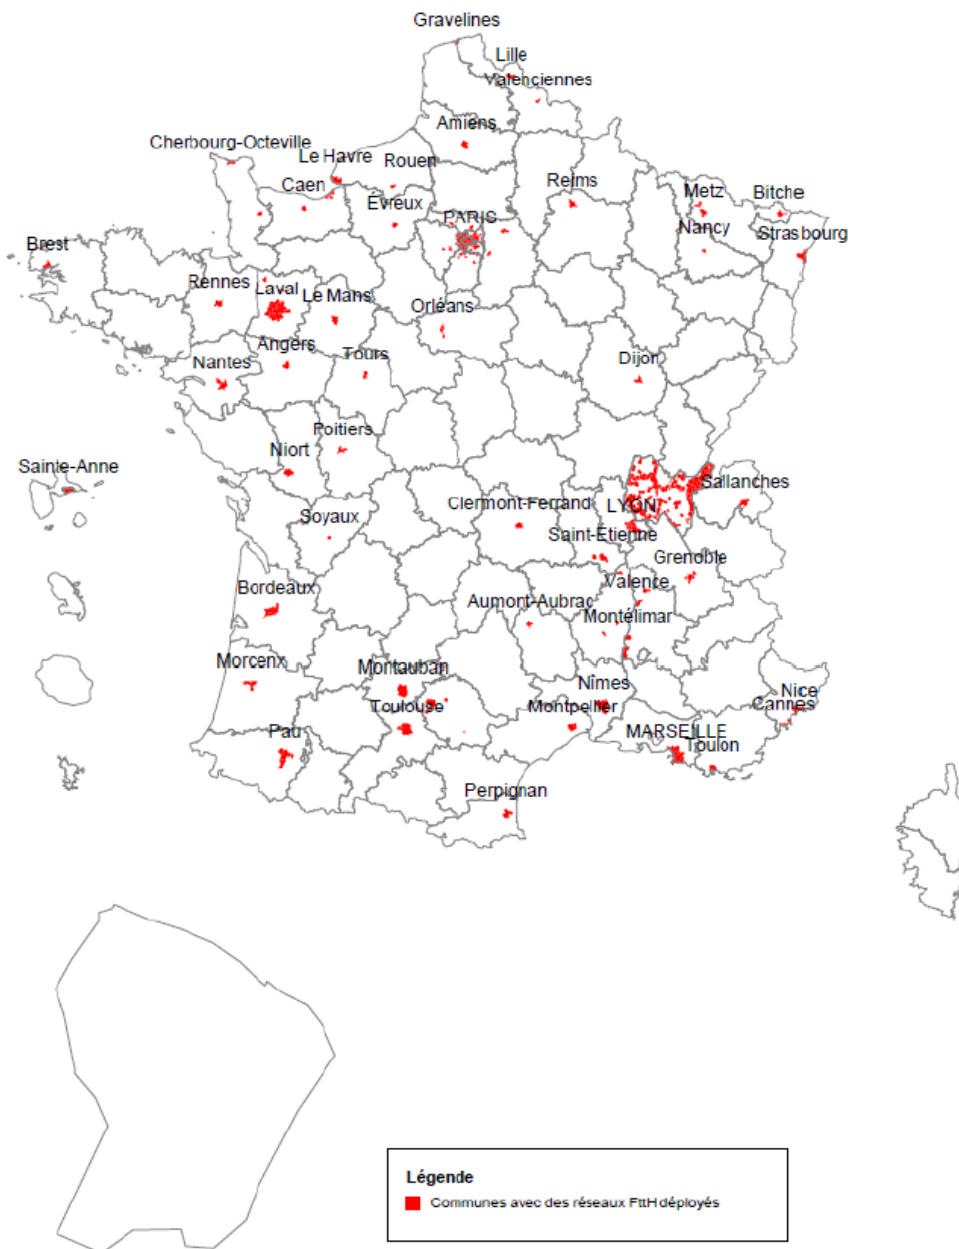 Gravelines
Lille
Valenciennes
Amiens
Cherbourg-Octeville
Le Havre
Rouen
Caen
Évreux
Reims
Metz
Bitche
PARIS
Nancy
Strasbourg
Brest
Rennes
Laval
Le Mans
Orléans
Angers
Tours
Nantes
Dijon
Poitiers
Niort
Sainte-Anne
Sallanches
Clermont-Ferrand
LYON
Soyaux
Saint-Etienne
Grenoble
Bordeaux
Valence
Aumont-Aubrac
Montélimar
Morcenx
Montauban
Nîmes
Nice
Cannes
Toulouse
Montpellier
Pau
MARSEILLE
Toulon
Perpignan
Légende
Communes avec des réseaux FttH déployés